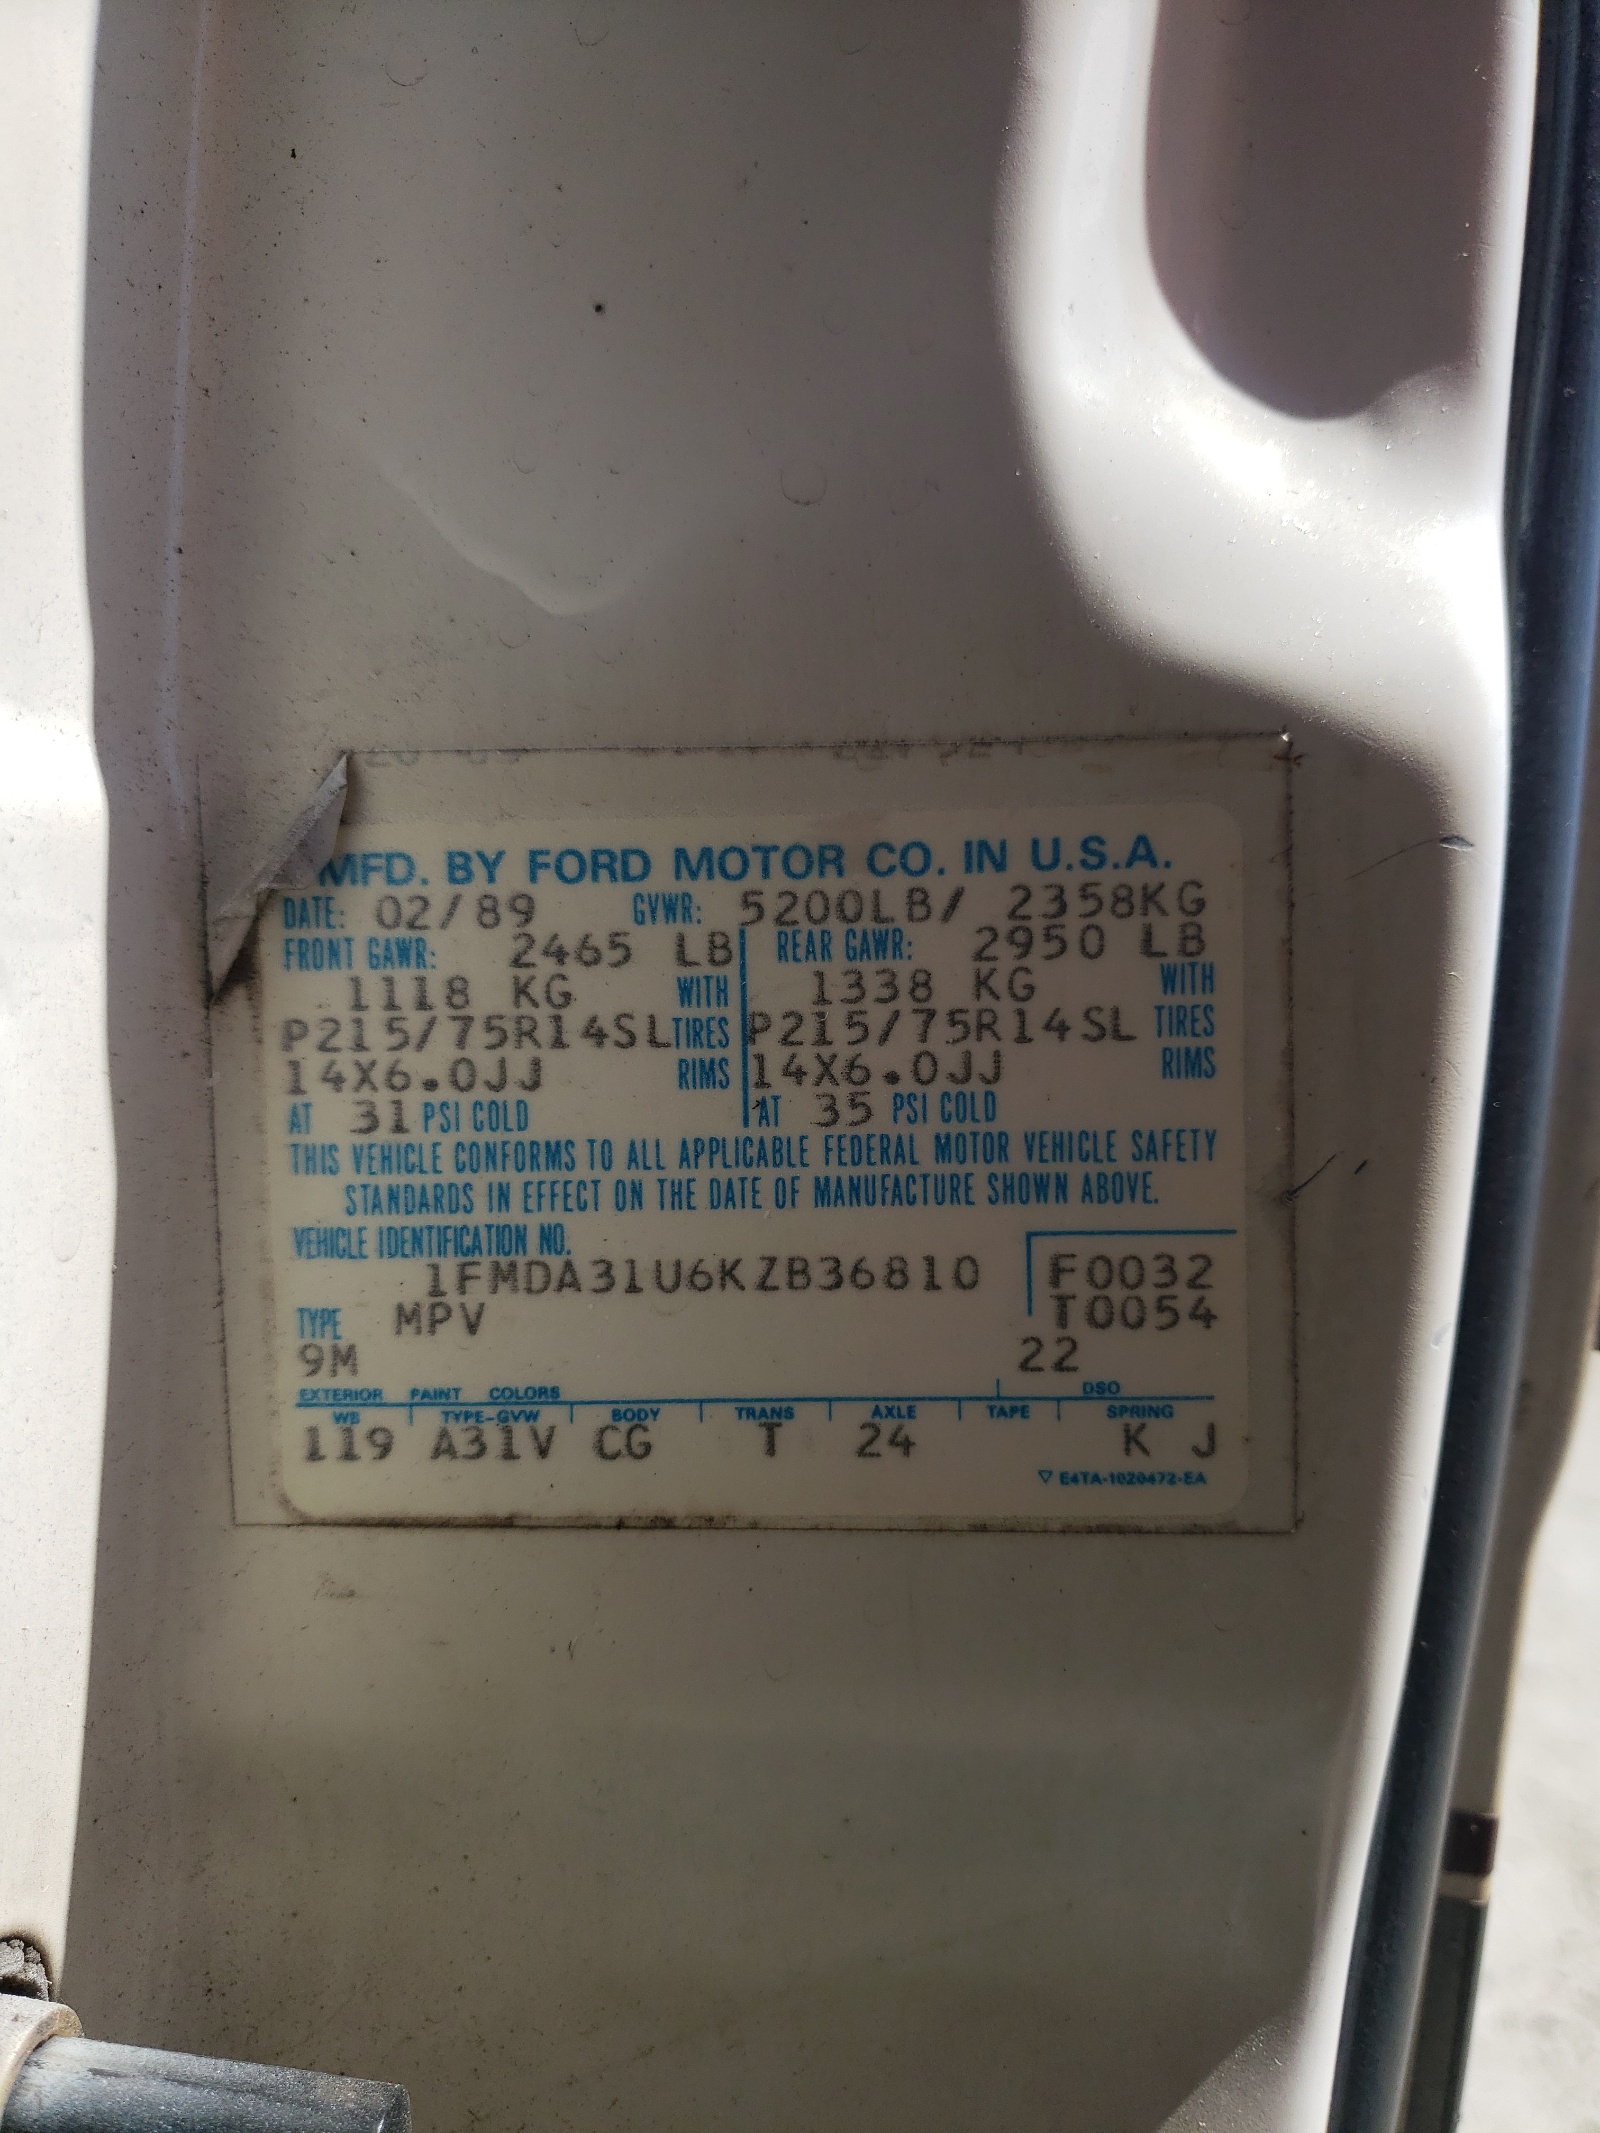 MFD. BY FORD MOTOR CO. IN U.S.A.
DATE: 02/89 GVWR: 5200LB/ 2358KG
FRONT GAWR: 2465 LB REAR GAWR: 2950 LB
1118 KG WITH 1338 KG WITH
P215/75R14SL TIRES P215/75R14SL TIRES
14X6.0JJ RIMS 14X6.0JJ RIMS
AT 31 PSI COLD AT 35 PSI COLD
THIS VEHICLE CONFORMS TO ALL APPLICABLE FEDERAL MOTOR VEHICLE SAFETY
STANDARDS IN EFFECT ON THE DATE OF MANUFACTURE SHOWN ABOVE.
VEHICLE IDENTIFICATION NO.
1FMDA31U6KZB36810 F0032
TYPE MPV T0054
9M 22
EXTERIOR PAINT COLORS DSO
WB TYPE-GVW BODY TRANS AXLE TAPE SPRING
119 A31V CG T 24 K J
▽ E4TA-1020472-EA